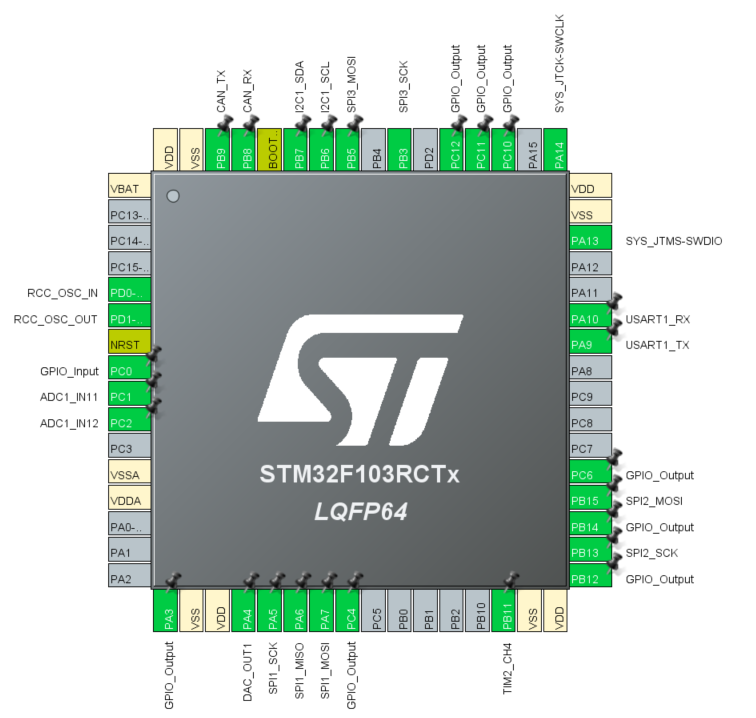 CAN_TX
CAN_RX
I2C1_SDA
I2C1_SCL
SPI3_MOSI
SPI3_SCK
GPIO_Output
GPIO_Output
GPIO_Output
SYS_JTCK-SWCLK
VDD
VSS
PB9
PB8
BOOT..
PB7
PB6
PB5
PB4
PB3
PD2
PC12
PC11
PC10
PA15
PA14
VBAT
PC13-..
PC14-..
PC15-..
RCC_OSC_IN PD0-..
RCC_OSC_OUT PD1-..
NRST
GPIO_Input PC0
ADC1_IN11 PC1
ADC1_IN12 PC2
PC3
VSSA
VDDA
PA0-..
PA1
PA2
STM32F103RCTx
LQFP64
VDD
VSS
PA13 SYS_JTMS-SWDIO
PA12
PA11
PA10 USART1_RX
PA9 USART1_TX
PA8
PC9
PC8
PC7
PC6 GPIO_Output
PB15 SPI2_MOSI
PB14 GPIO_Output
PB13 SPI2_SCK
PB12 GPIO_Output
PA3
VSS
VDD
PA4
PA5
PA6
PA7
PC4
PC5
PB0
PB1
PB2
PB10
PB11
VSS
VDD
GPIO_Output
DAC_OUT1
SPI1_SCK
SPI1_MISO
SPI1_MOSI
GPIO_Output
TIM2_CH4